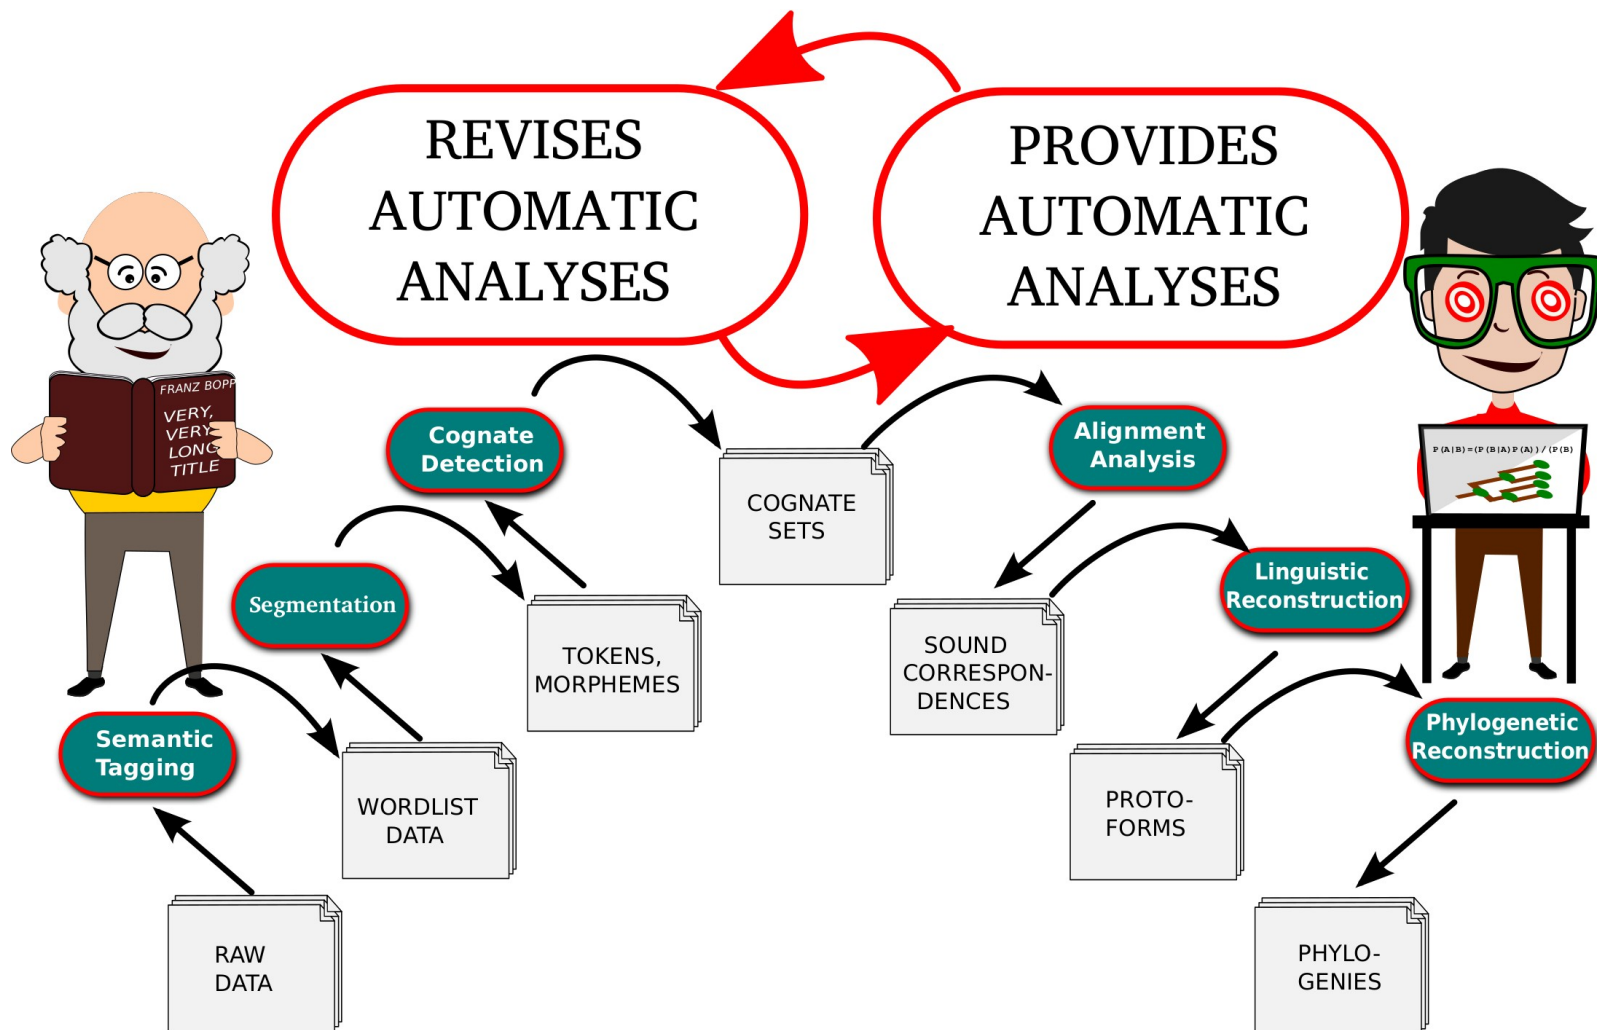 REVISES
AUTOMATIC
ANALYSES
PROVIDES
AUTOMATIC
ANALYSES
FRANZ BOPP
VERY,
VERY
LONG
TITLE
P(A|B)=(P(B|A)P(A))/(P(B)
Cognate
Detection
COGNATE
SETS
Alignment
Analysis
Segmentation
TOKENS,
MORPHEMES
SOUND
CORRESPON-
DENCES
Linguistic
Reconstruction
Semantic
Tagging
WORDLIST
DATA
PROTO-
FORMS
Phylogenetic
Reconstruction
RAW
DATA
PHYLO-
GENIES